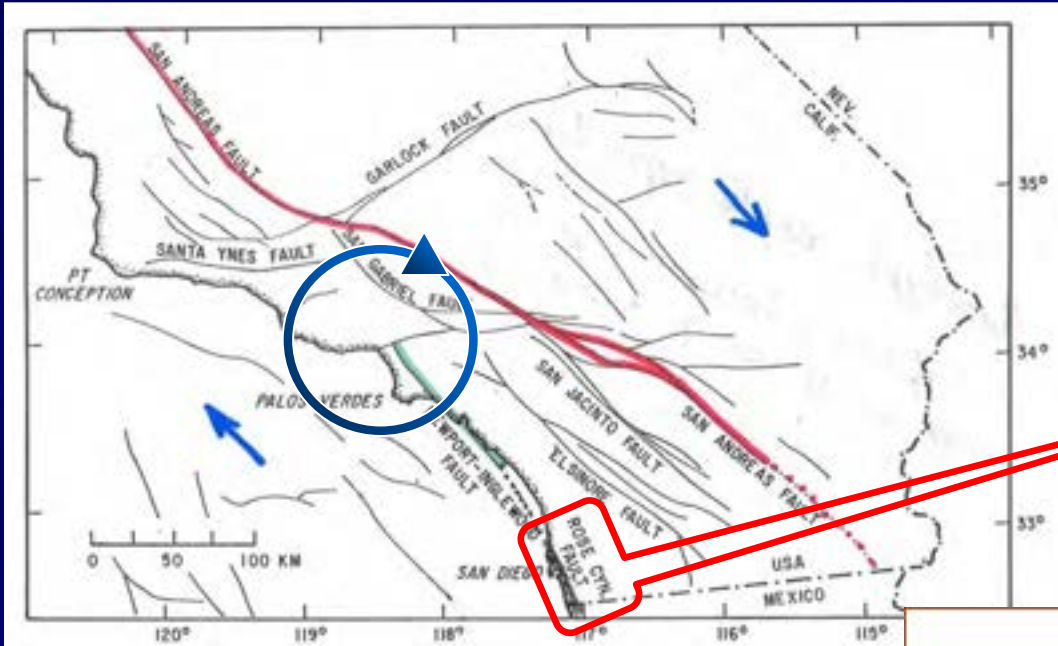 SAN ANDREAS FAULT
GARLOCK FAULT
NEV.
CALIF.
35°
SANTA YNES FAULT
GABRIEL
PT
CONCEPTION
34°
PALOS VERDES
SAN JACINTO FAULT
SAN ANDREAS FAULT
ELSINORE FAULT
FAULT
33°
0 50 100 KM
ROSE CYN.
FAULT
SAN DIEGO
USA
MEXICO
120° 119° 118° 117° 116° 115°